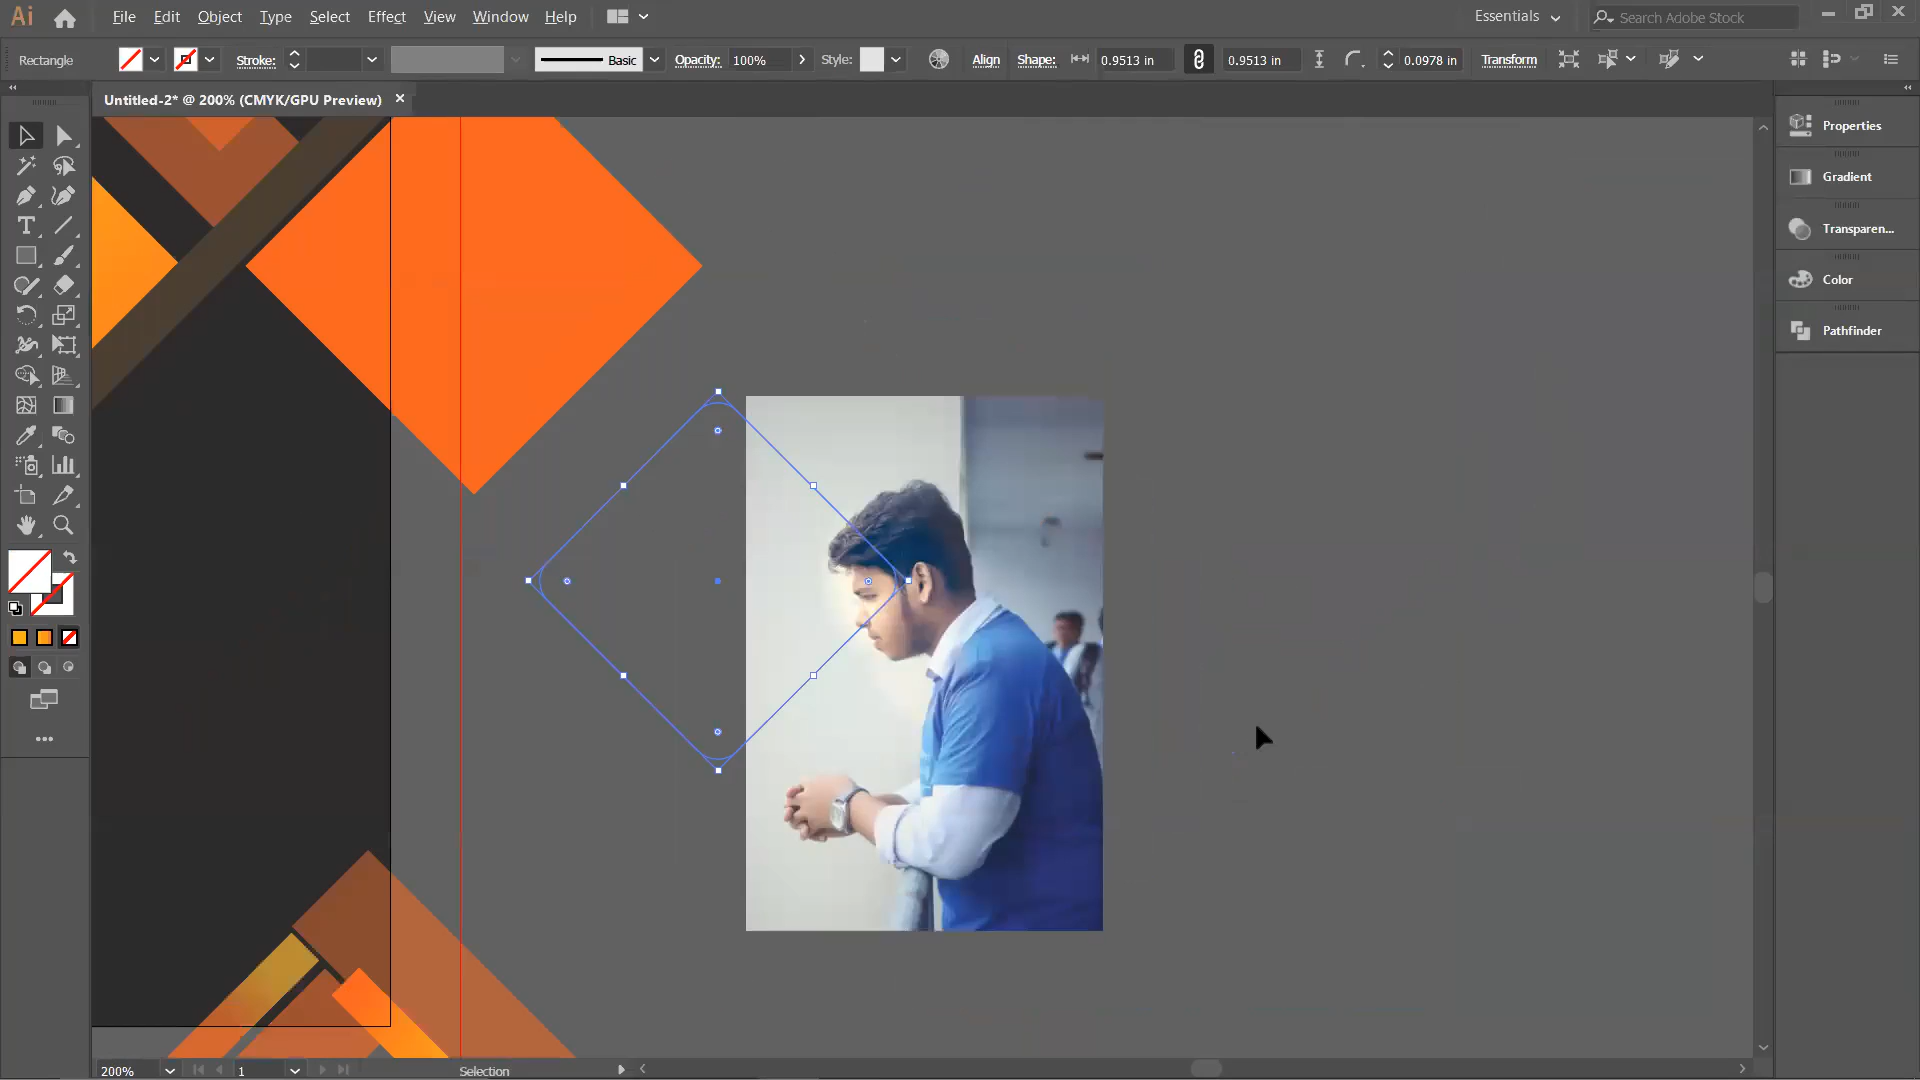 Ai File Edit Object Type Select Effect View Window Help Essentials Search Adobe Stock
Rectangle Stroke: Basic Opacity: 100% Style: Align Shape: 0.9513 in 0.9513 in 0.0978 in Transform
Untitled-2* @ 200% (CMYK/GPU Preview)
Properties
Gradient
Transparen...
Color
Pathfinder
200% 1 Selection